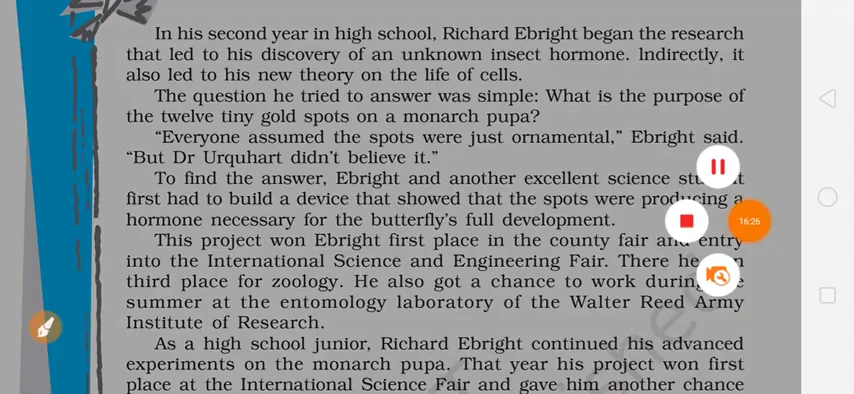 In his second year in high school, Richard Ebright began the research
that led to his discovery of an unknown insect hormone. lndirectly, it
also led to his new theory on the life of cells.
The question he tried to answer was simple: What is the purpose of
the twelve tiny gold spots on a monarch pupa?
“Everyone assumed the spots were just ornamental,” Ebright said.
“But Dr Urquhart didn’t believe it.”
To find the answer, Ebright and another excellent science
first had to build a device that showed that the spots were producing a
hormone necessary for the butterfly’s full development.
This project won Ebright first place in the county fair and entry
into the International Science and Engineering Fair. There he
third place for zoology. He also got a chance to work during
summer at the entomology laboratory of the Walter Reed Army
Institute of Research.
As a high school junior, Richard Ebright continued his advanced
experiments on the monarch pupa. That year his project won first
place at the International Science Fair and gave him another chance
16:26